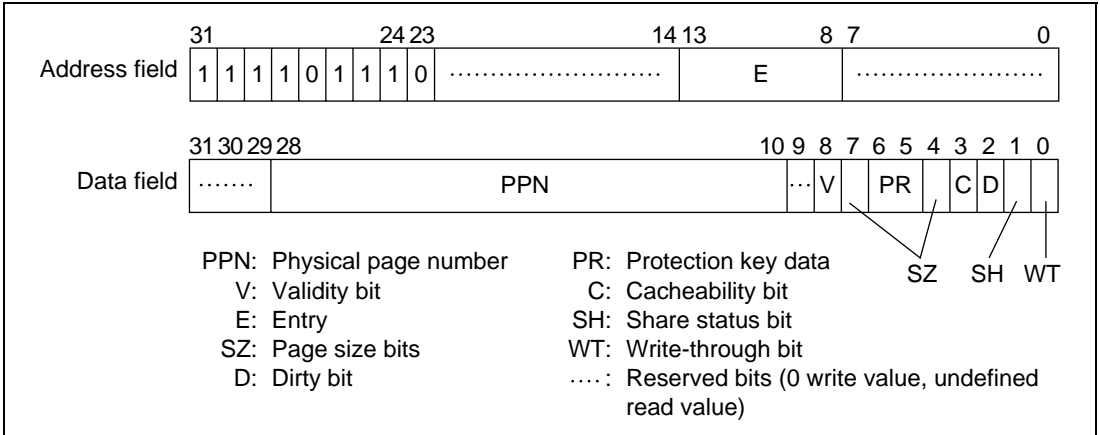 31 24 23 14 13 8 7 0
Address field 1 1 1 1 0 1 1 1 0 ........................ E ........................
31 30 29 28 10 9 8 7 6 5 4 3 2 1 0
Data field ....... PPN ... V PR C D
SZ SH WT
PPN: Physical page number PR: Protection key data
V: Validity bit C: Cacheability bit
E: Entry SH: Share status bit
SZ: Page size bits WT: Write-through bit
D: Dirty bit ....: Reserved bits (0 write value, undefined
read value)